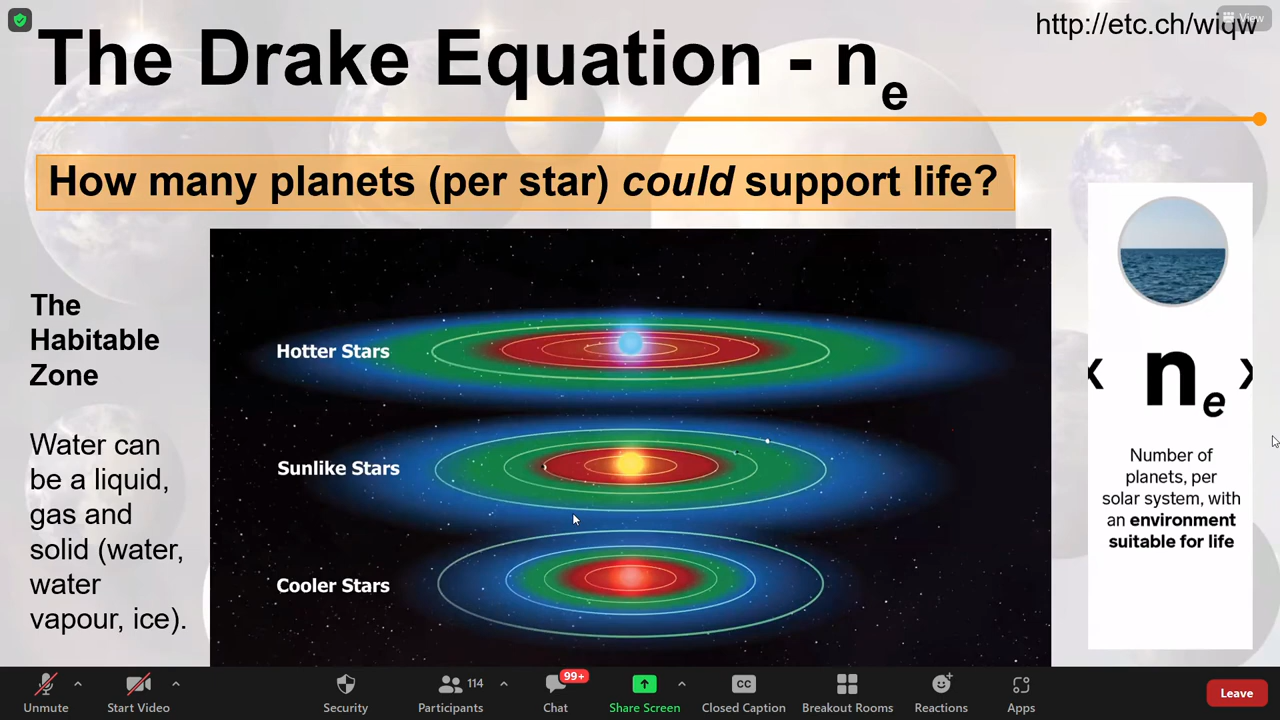 http://etc.ch/wiqw
View
The Drake Equation - ne
How many planets (per star) could support life?
The
Habitable
Zone
Water can
be a liquid,
gas and
solid (water,
water
vapour, ice).
Hotter Stars
Sunlike Stars
Cooler Stars
ne
Number of
planets, per
solar system, with
an environment
suitable for life
Unmute
Start Video
Security
114
Participants
99+
Chat
Share Screen
CC
Closed Caption
Breakout Rooms
Reactions
Apps
Leave